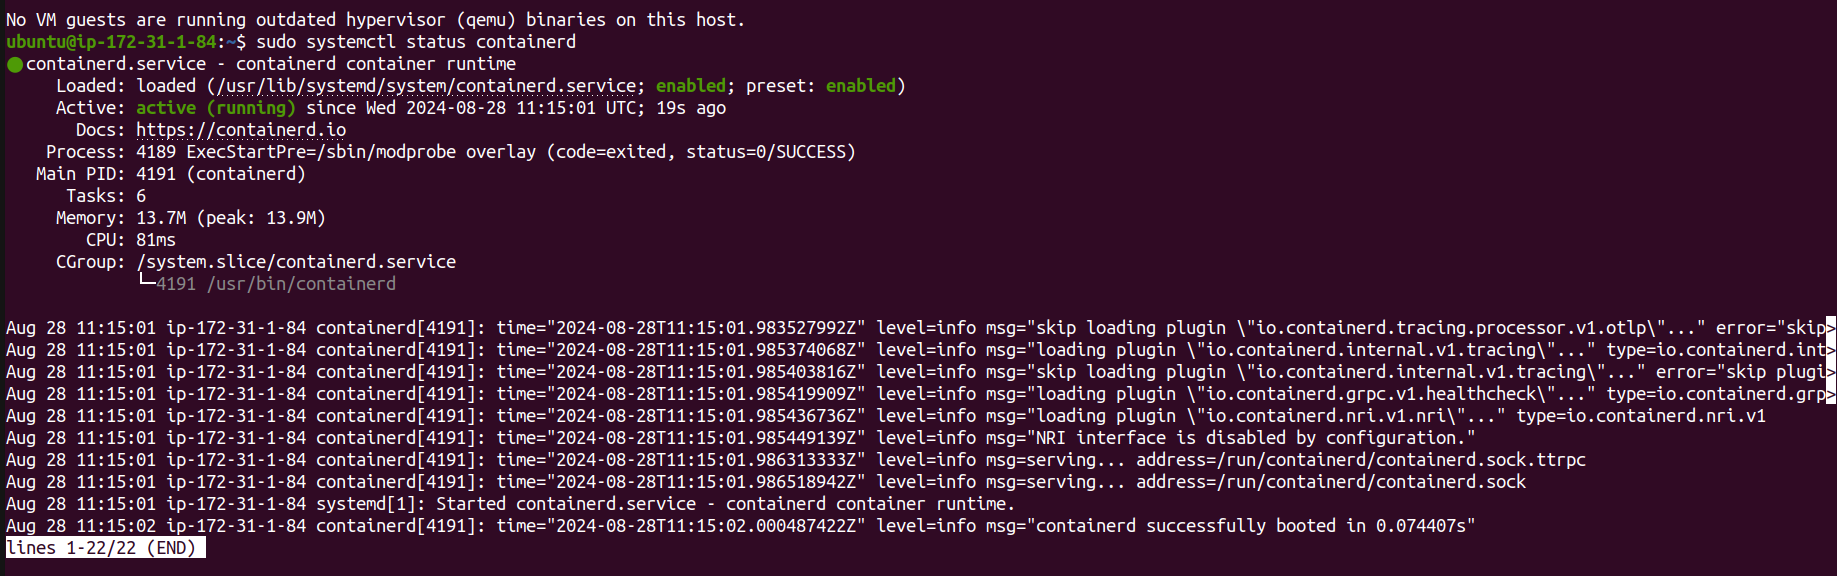 No VM guests are running outdated hypervisor (qemu) binaries on this host.
ubuntu@ip-172-31-1-84:~$ sudo systemctl status containerd
● containerd.service - containerd container runtime
     Loaded: loaded (/usr/lib/systemd/system/containerd.service; enabled; preset: enabled)
     Active: active (running) since Wed 2024-08-28 11:15:01 UTC; 19s ago
       Docs: https://containerd.io
    Process: 4189 ExecStartPre=/sbin/modprobe overlay (code=exited, status=0/SUCCESS)
   Main PID: 4191 (containerd)
      Tasks: 6
     Memory: 13.7M (peak: 13.9M)
        CPU: 81ms
     CGroup: /system.slice/containerd.service
             └─4191 /usr/bin/containerd
Aug 28 11:15:01 ip-172-31-1-84 containerd[4191]: time="2024-08-28T11:15:01.983527992Z" level=info msg="skip loading plugin \"io.containerd.tracing.processor.v1.otlp\"..." error="skip>
Aug 28 11:15:01 ip-172-31-1-84 containerd[4191]: time="2024-08-28T11:15:01.985374068Z" level=info msg="loading plugin \"io.containerd.internal.v1.tracing\"..." type=io.containerd.int>
Aug 28 11:15:01 ip-172-31-1-84 containerd[4191]: time="2024-08-28T11:15:01.985403816Z" level=info msg="skip loading plugin \"io.containerd.internal.v1.tracing\"..." error="skip plugi>
Aug 28 11:15:01 ip-172-31-1-84 containerd[4191]: time="2024-08-28T11:15:01.985419909Z" level=info msg="loading plugin \"io.containerd.grpc.v1.healthcheck\"..." type=io.containerd.grp>
Aug 28 11:15:01 ip-172-31-1-84 containerd[4191]: time="2024-08-28T11:15:01.985436736Z" level=info msg="loading plugin \"io.containerd.nri.v1.nri\"..." type=io.containerd.nri.v1
Aug 28 11:15:01 ip-172-31-1-84 containerd[4191]: time="2024-08-28T11:15:01.985449139Z" level=info msg="NRI interface is disabled by configuration."
Aug 28 11:15:01 ip-172-31-1-84 containerd[4191]: time="2024-08-28T11:15:01.986313333Z" level=info msg=serving... address=/run/containerd/containerd.sock.ttrpc
Aug 28 11:15:01 ip-172-31-1-84 containerd[4191]: time="2024-08-28T11:15:01.986518942Z" level=info msg=serving... address=/run/containerd/containerd.sock
Aug 28 11:15:01 ip-172-31-1-84 systemd[1]: Started containerd.service - containerd container runtime.
Aug 28 11:15:02 ip-172-31-1-84 containerd[4191]: time="2024-08-28T11:15:02.000487422Z" level=info msg="containerd successfully booted in 0.074407s"
lines 1-22/22 (END)